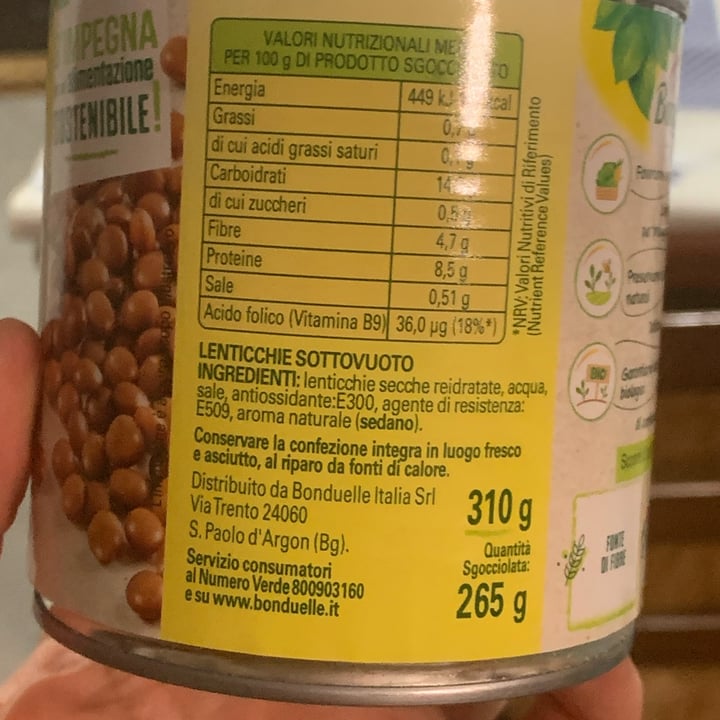 IMPEGNA
alimentazione
SOSTENIBILE!
VALORI NUTRIZIONALI
PER 100 g DI PRODOTTO
Energia 449 kJ
Grassi
di cui acidi grassi saturi
Carboidrati
di cui zuccheri
Fibre 4,7 g
Proteine 8,5 g
Sale 0,51 g
Acido folico (Vitamina B9) 36,0 µg (18%*)
*NRV: Valori Nutritivi di Riferimento
(Nutrient Reference Values)
LENTICCHIE SOTTOVUOTO
INGREDIENTI: lenticchie secche reidratate, acqua,
sale, antiossidante:E300, agente di resistenza:
E509, aroma naturale (sedano).
Conservare la confezione integra in luogo fresco
e asciutto, al riparo da fonti di calore.
Distribuito da Bonduelle Italia Srl
Via Trento 24060
S. Paolo d'Argon (Bg).
Servizio consumatori
al Numero Verde 800903160
e su www.bonduelle.it
310 g
Quantità
Sgocciolata:
265 g
BIO
FONTE
DI FIBRE